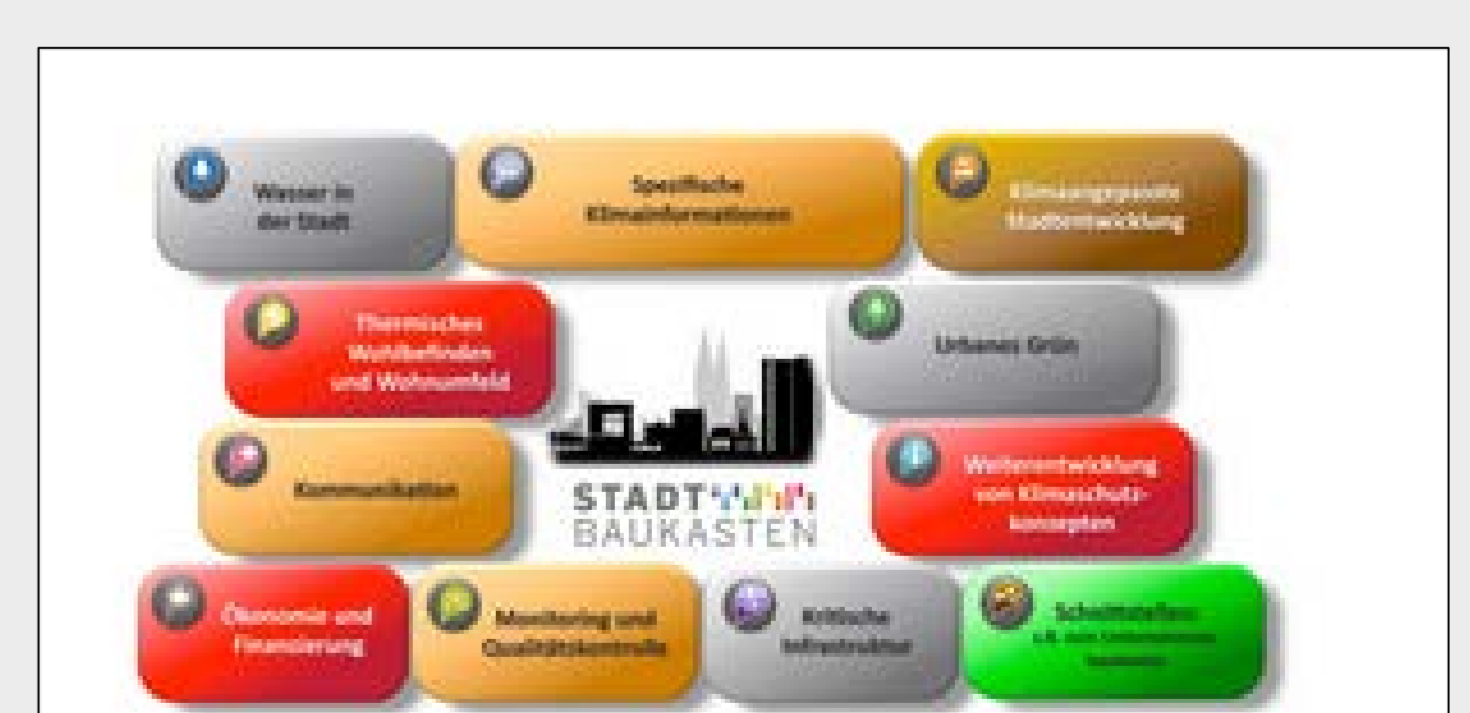 Wasser in
der Stadt
Spezifische
Klimainformationen
Klimaangepasste
Stadtentwicklung
Thermisches
Wohlbefinden
und Wohnumfeld
Urbanes Grün
Kommunikation
STADT
BAUKASTEN
Weiterentwicklung
von Klimaschutz-
konzepten
Ökonomie und
Finanzierung
Monitoring und
Qualitätskontrolle
Kritische
Infrastruktur
Schnittstellen:
z.B. zum